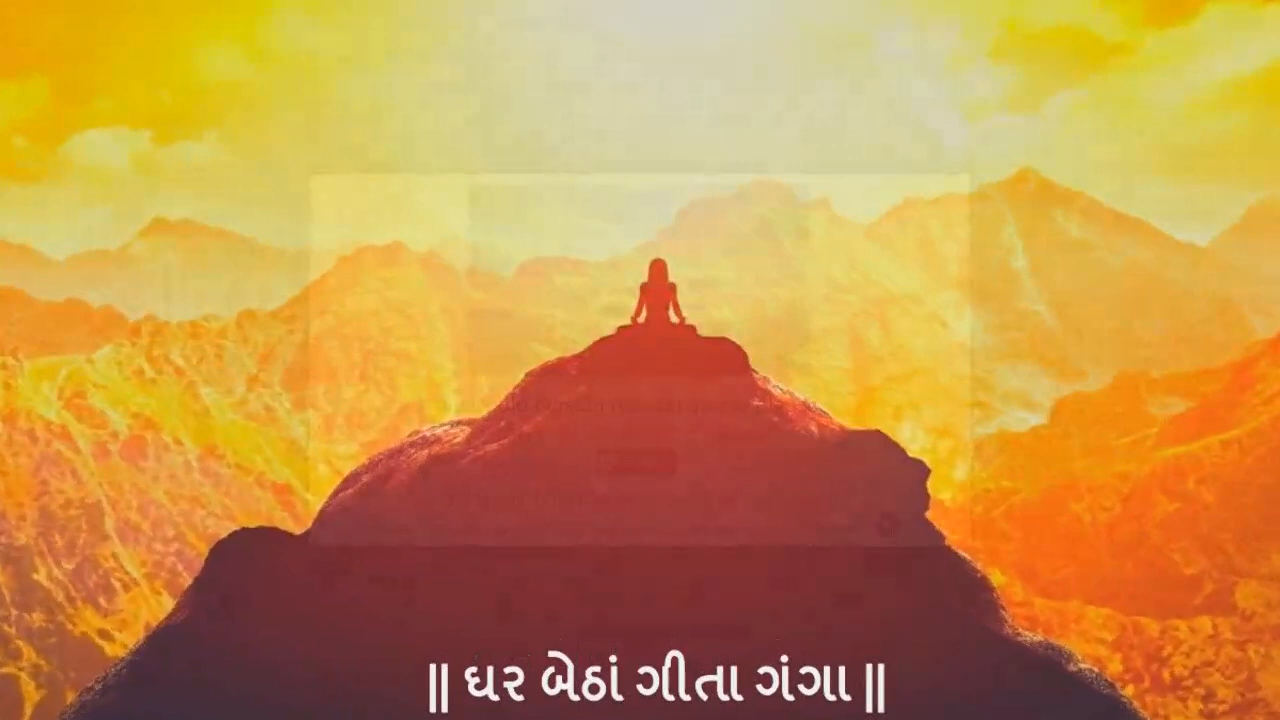 || ઘર બેઠાં ગીતા ગંગા ||